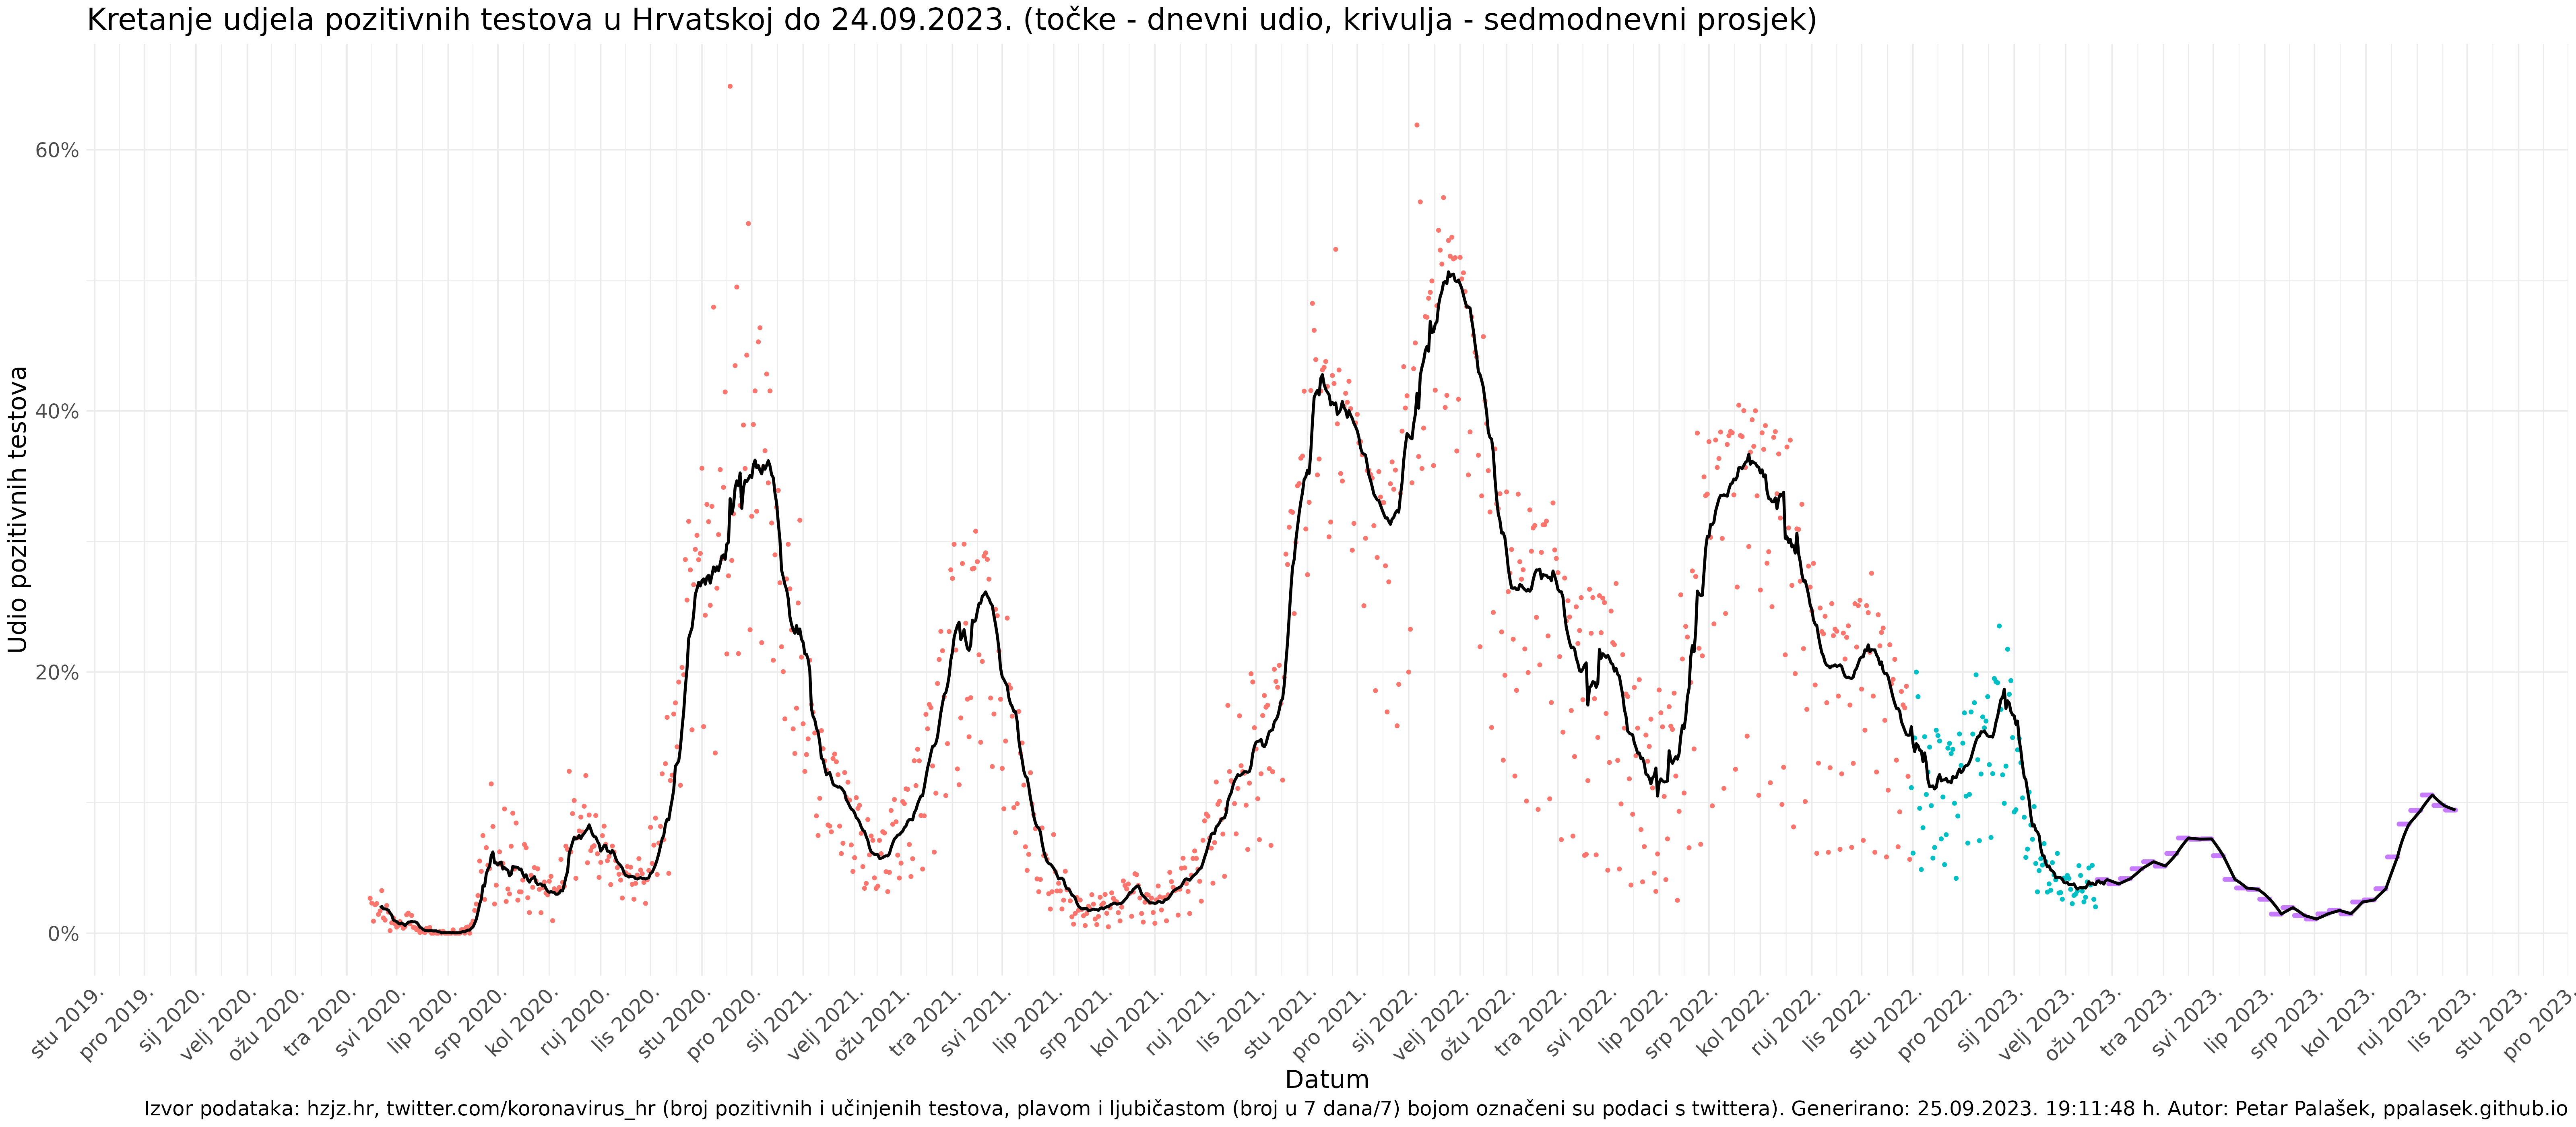 Kretanje udjela pozitivnih testova u Hrvatskoj do 24.09.2023. (točke - dnevni udio, krivulja - sedmodnevni prosjek)
Udio pozitivnih testova
60%
40%
20%
0%
stu 2019.
pro 2019.
sij 2020.
velj 2020.
ožu 2020.
tra 2020.
svi 2020.
lip 2020.
srp 2020.
kol 2020.
ruj 2020.
lis 2020.
stu 2020.
pro 2020.
sij 2021.
velj 2021.
ožu 2021.
tra 2021.
svi 2021.
lip 2021.
srp 2021.
kol 2021.
ruj 2021.
lis 2021.
stu 2021.
pro 2021.
sij 2022.
velj 2022.
ožu 2022.
tra 2022.
svi 2022.
lip 2022.
srp 2022.
kol 2022.
ruj 2022.
lis 2022.
stu 2022.
pro 2022.
sij 2023.
velj 2023.
ožu 2023.
tra 2023.
svi 2023.
lip 2023.
srp 2023.
kol 2023.
ruj 2023.
lis 2023.
stu 2023.
pro 2023.
Datum
Izvor podataka: hzjz.hr, twitter.com/koronavirus_hr (broj pozitivnih i učinjenih testova, plavom i ljubičastom (broj u 7 dana/7) bojom označeni su podaci s twittera). Generirano: 25.09.2023. 19:11:48 h. Autor: Petar Palašek, ppalasek.github.io